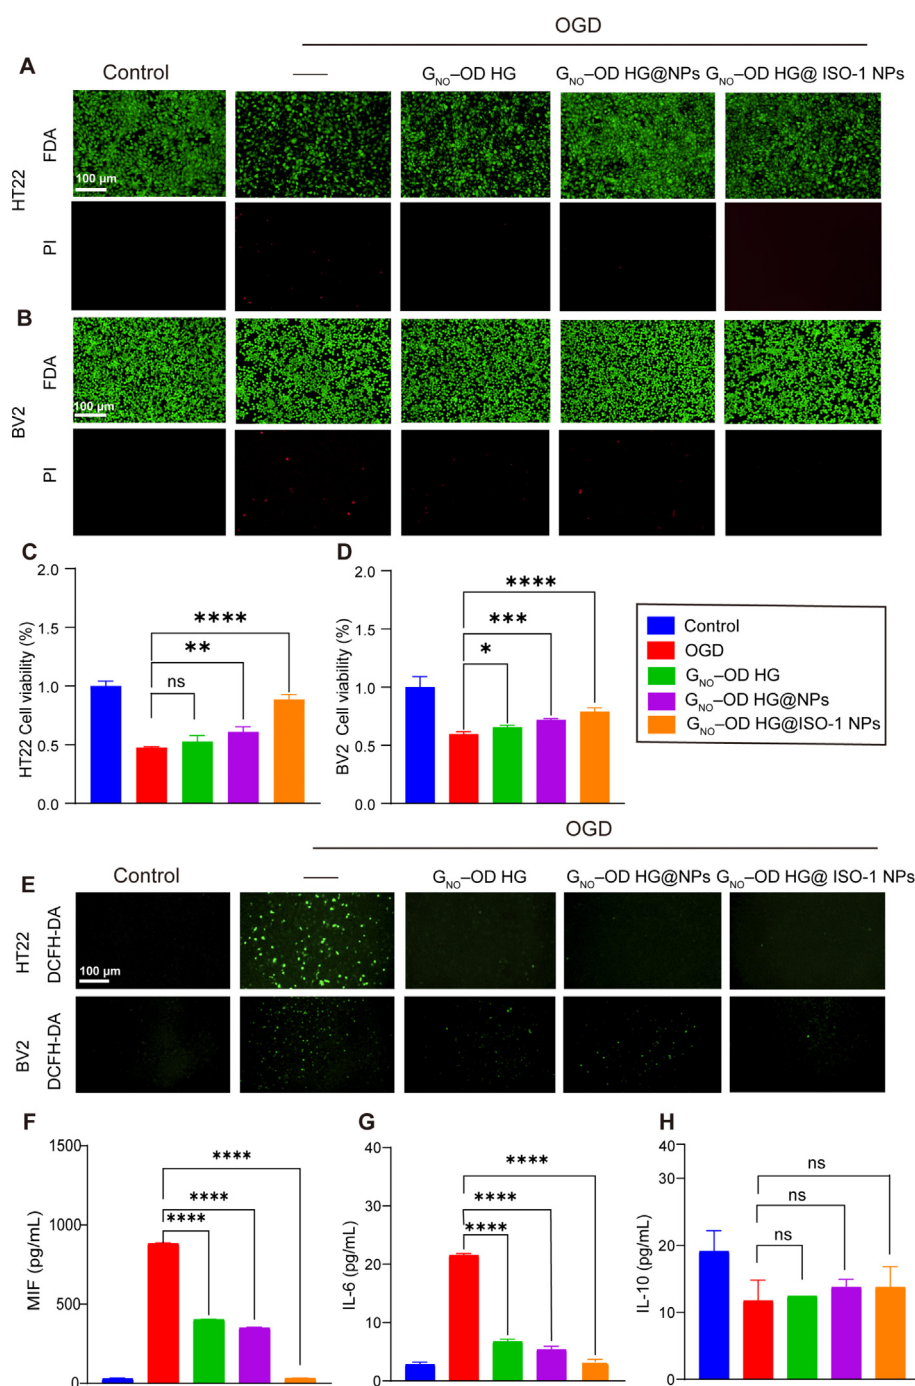 OGD
A
Control
—
G_NO–OD HG
G_NO–OD HG@NPs
G_NO–OD HG@ ISO-1 NPs
HT22
FDA
100 μm
PI
B
BV2
FDA
100 μm
PI
C
HT22 Cell viability (%)
2.0
1.5
1.0
0.5
0.0
****
**
ns
D
BV2 Cell viability (%)
2.0
1.5
1.0
0.5
0.0
****
***
*
Control
OGD
G_NO–OD HG
G_NO–OD HG@NPs
G_NO–OD HG@ISO-1 NPs
OGD
E
Control
—
G_NO–OD HG
G_NO–OD HG@NPs
G_NO–OD HG@ ISO-1 NPs
HT22
DCFH-DA
100 μm
BV2
DCFH-DA
F
MIF (pg/mL)
1500
1000
500
0
****
****
****
G
IL-6 (pg/mL)
40
30
20
10
0
****
****
****
H
IL-10 (pg/mL)
40
30
20
10
0
ns
ns
ns